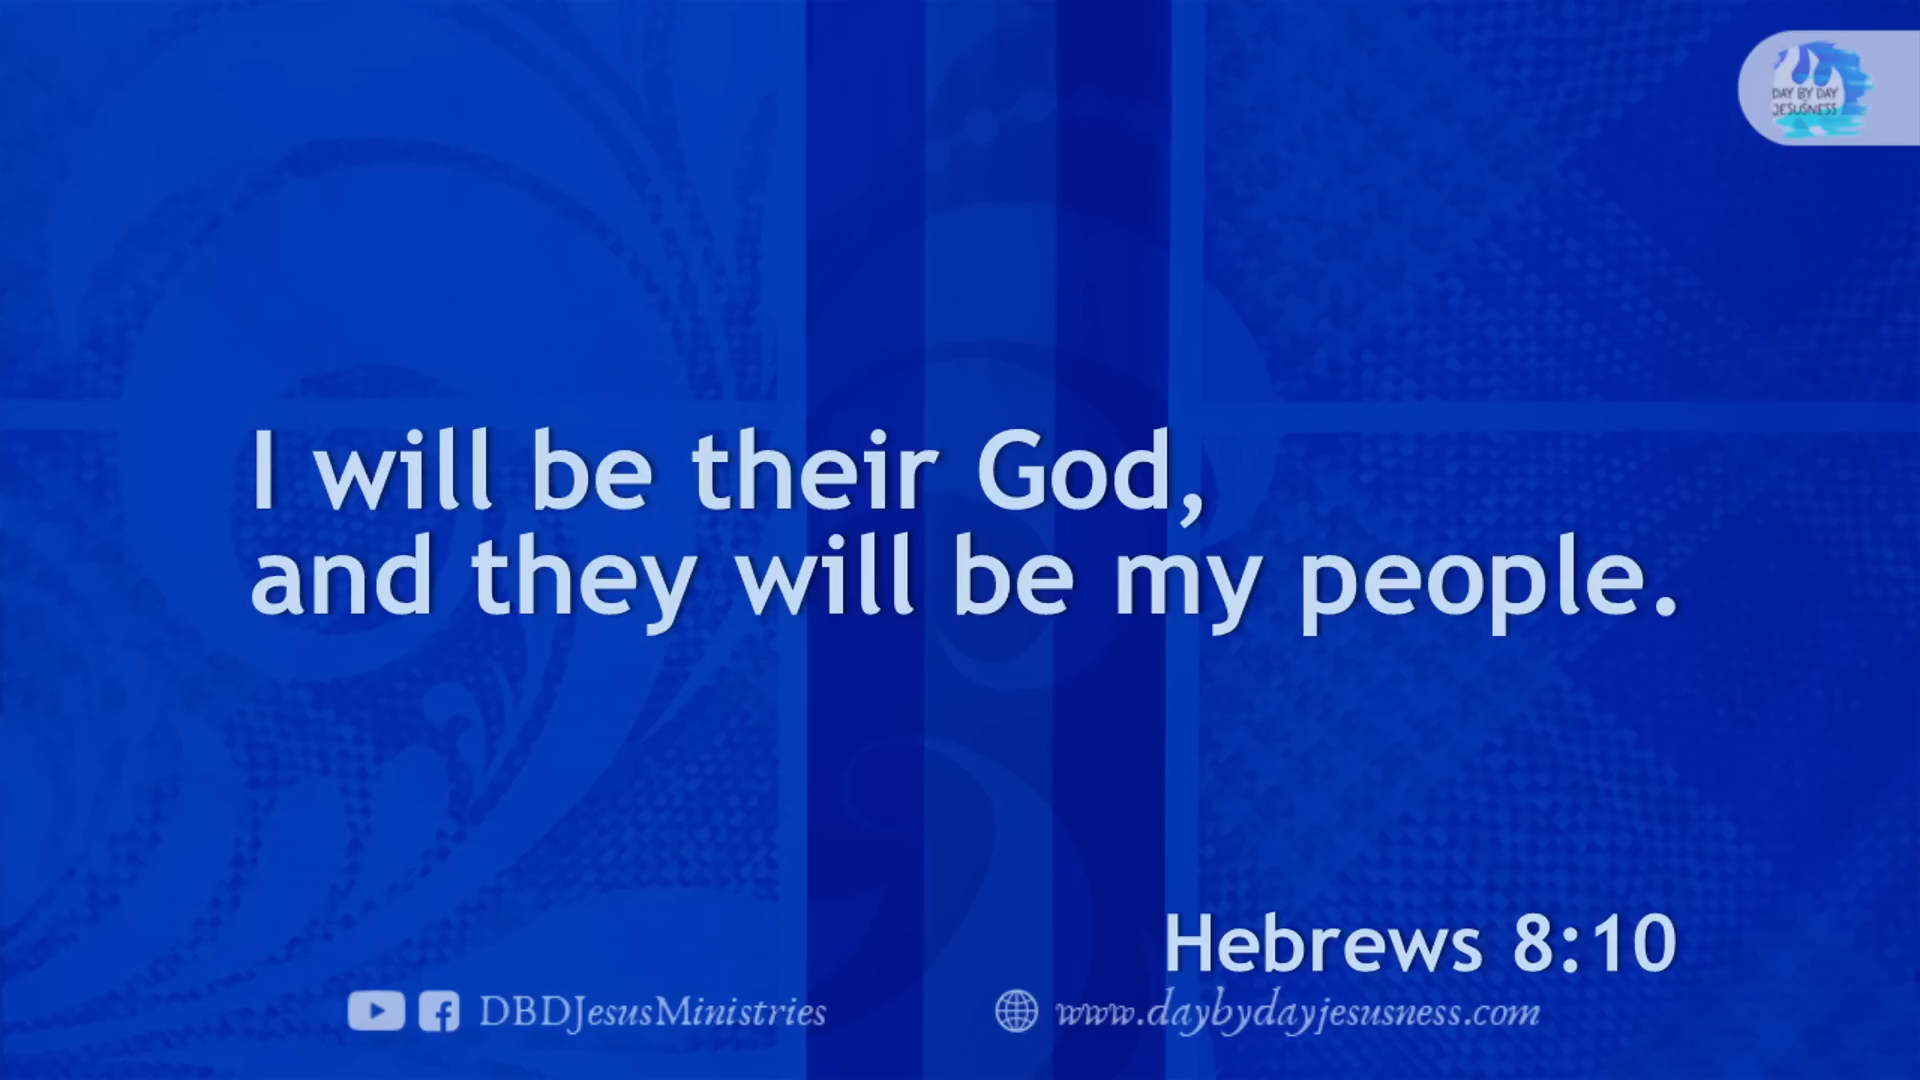 DAY BY DAY
JESUSNESS
I will be their God,
and they will be my people.
Hebrews 8:10
DBDJesusMinistries
www.daybydayjesusness.com